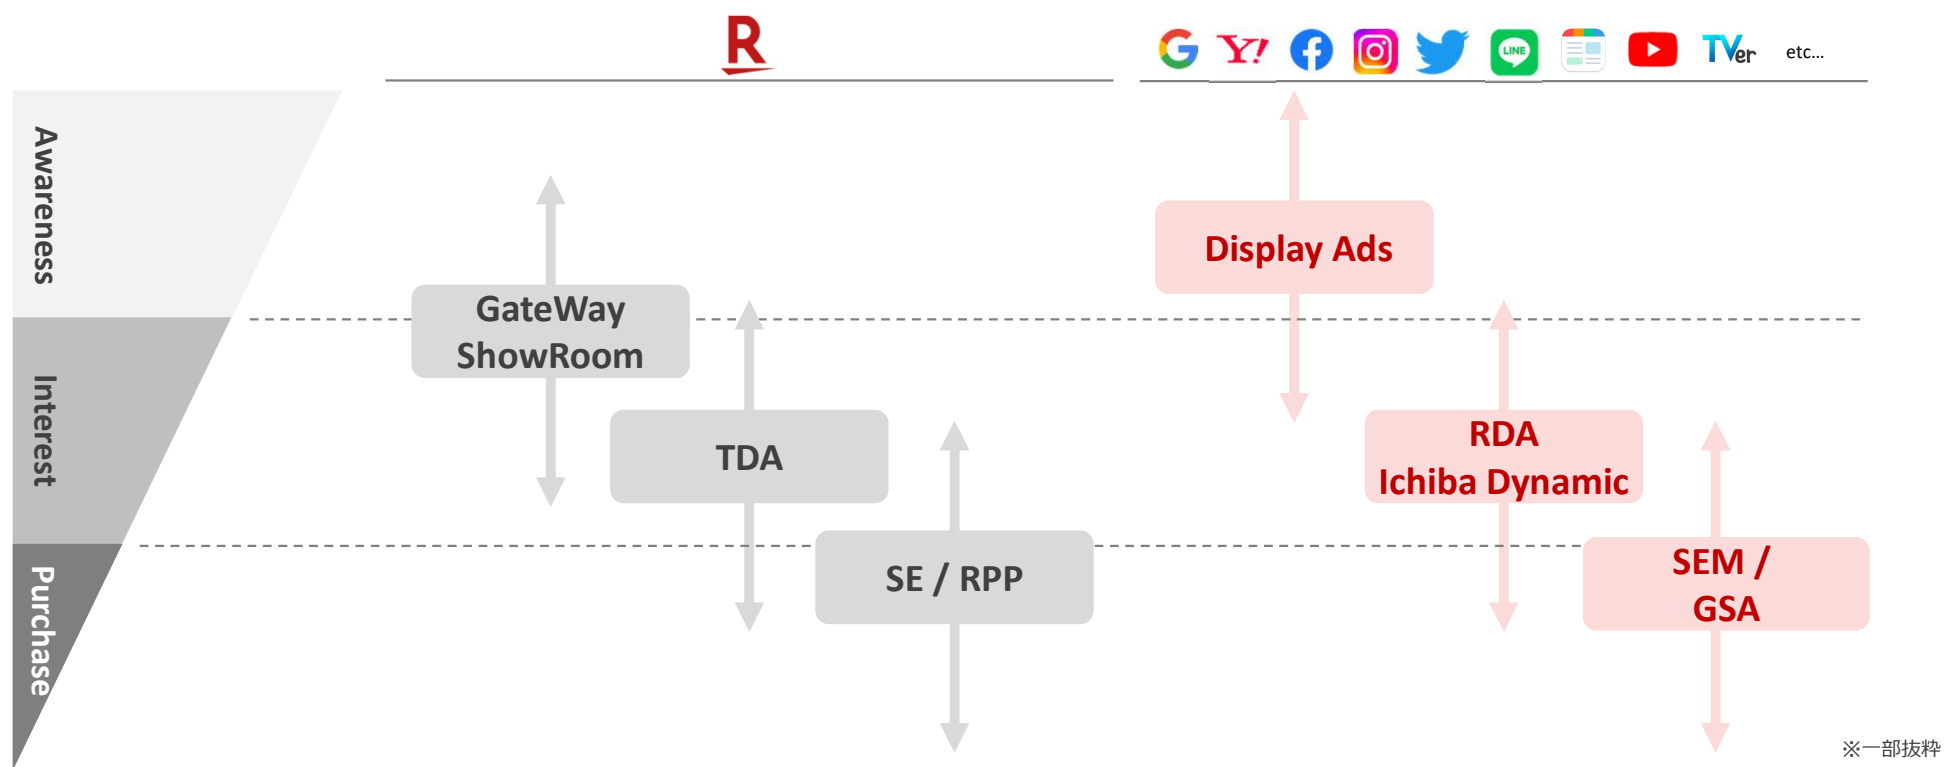 R
G Y! f LINE TVer etc...
Awareness
Interest
Purchase
GateWay
ShowRoom
TDA
SE / RPP
Display Ads
RDA
Ichiba Dynamic
SEM /
GSA
※一部抜粋